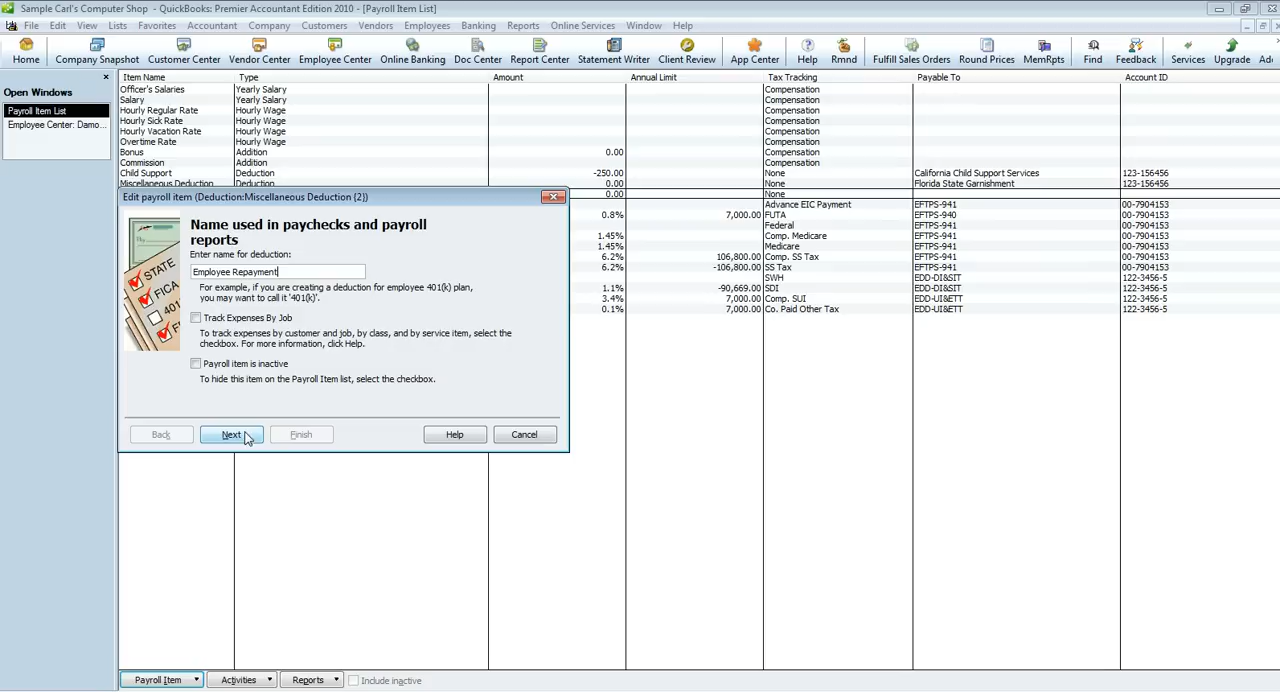 Sample Carl's Computer Shop - QuickBooks: Premier Accountant Edition 2010 - [Payroll Item List]
File Edit View Lists Favorites Accountant Company Customers Vendors Employees Banking Reports Online Services Window Help
Home Company Snapshot Customer Center Vendor Center Employee Center Online Banking Doc Center Report Center Statement Writer Client Review App Center Help Rmnd Fulfill Sales Orders Round Prices MemRpts Find Feedback Services Upgrade Ad
Open Windows
Payroll Item List
Employee Center: Damo...
Item Name Type Amount Annual Limit Tax Tracking Payable To Account ID
Officer's Salaries Yearly Salary Compensation
Salary Yearly Salary Compensation
Hourly Regular Rate Hourly Wage Compensation
Hourly Sick Rate Hourly Wage Compensation
Hourly Vacation Rate Hourly Wage Compensation
Overtime Rate Hourly Wage Compensation
Bonus Addition 0.00 Compensation
Commission Addition Compensation
Child Support Deduction -250.00 None California Child Support Services 123-156456
Miscellaneous Deduction Deduction 0.00 None Florida State Garnishment 123-156456
0.00 None
Advance EIC Payment EFTPS-941 00-7904153
0.8% 7,000.00 FUTA EFTPS-940 00-7904153
Federal EFTPS-941 00-7904153
1.45% Comp. Medicare EFTPS-941 00-7904153
1.45% Medicare EFTPS-941 00-7904153
6.2% 106,800.00 Comp. SS Tax EFTPS-941 00-7904153
6.2% -106,800.00 SS Tax EFTPS-941 00-7904153
SWH EDD-DI&SIT 122-3456-5
1.1% -90,669.00 SDI EDD-DI&SIT 122-3456-5
3.4% 7,000.00 Comp. SUI EDD-UI&ETT 122-3456-5
0.1% 7,000.00 Co. Paid Other Tax EDD-UI&ETT 122-3456-5
Edit payroll item (Deduction:Miscellaneous Deduction (2))
STATE
FICA
401
Name used in paychecks and payroll
reports
Enter name for deduction:
Employee Repayment
For example, if you are creating a deduction for employee 401(k) plan,
you may want to call it '401(k)'.
Track Expenses By Job
To track expenses by customer and job, by class, and by service item, select the
checkbox. For more information, click Help.
Payroll item is inactive
To hide this item on the Payroll Item list, select the checkbox.
Back Next Finish Help Cancel
Payroll Item Activities Reports Include inactive